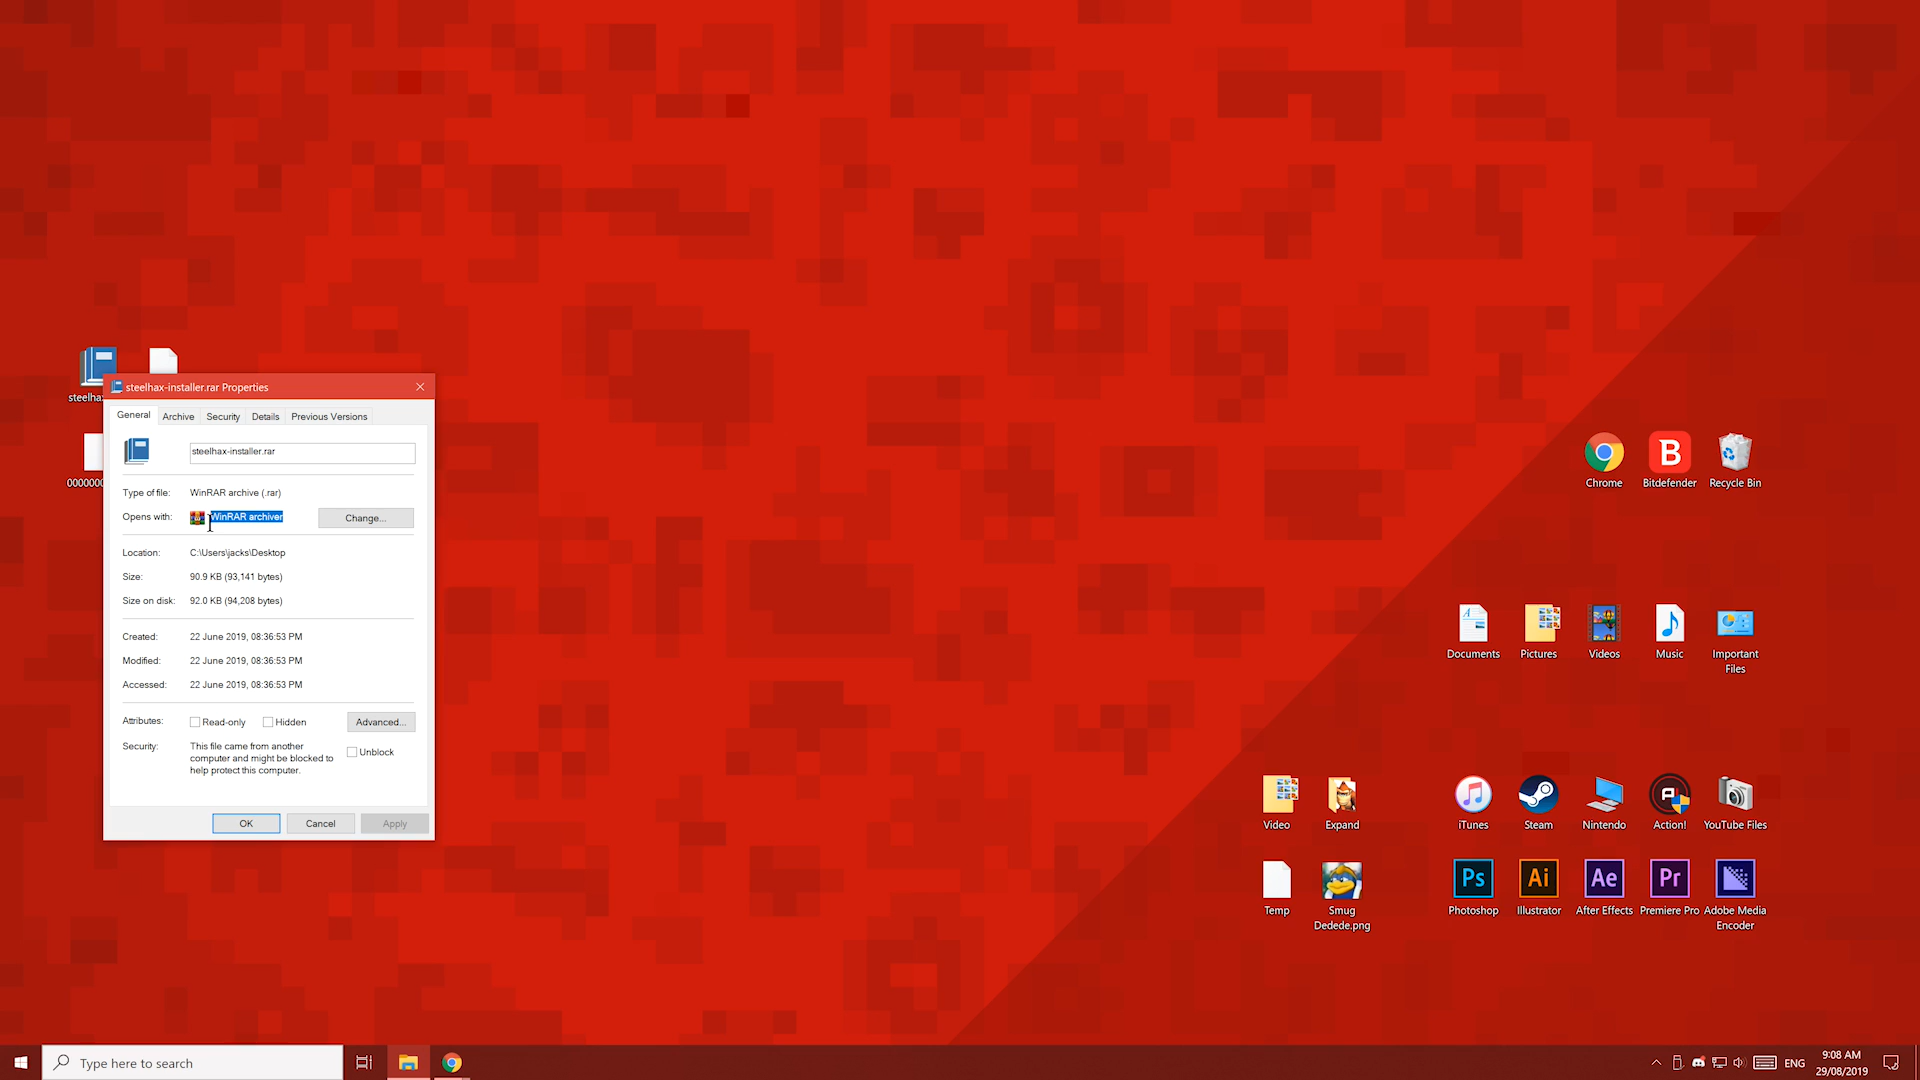 steelhax-installer.rar Properties
General Archive Security Details Previous Versions
steelhax-installer.rar
Type of file: WinRAR archive (.rar)
Opens with: WinRAR archiver Change...
Location: C:\Users\jacks\Desktop
Size: 90.9 KB (93,141 bytes)
Size on disk: 92.0 KB (94,208 bytes)
Created: 22 June 2019, 08:36:53 PM
Modified: 22 June 2019, 08:36:53 PM
Accessed: 22 June 2019, 08:36:53 PM
Attributes: Read-only Hidden Advanced...
Security: This file came from another
computer and might be blocked to
help protect this computer.
Unblock
OK Cancel Apply
steelha
0000000
Chrome Bitdefender Recycle Bin
Documents Pictures Videos Music Important
Files
Video Expand iTunes Steam Nintendo Action! YouTube Files
Ps Ai Ae Pr
Temp Smug
Dedede.png
Photoshop Illustrator After Effects Premiere Pro Adobe Media
Encoder
Type here to search
ENG
9:08 AM
29/08/2019